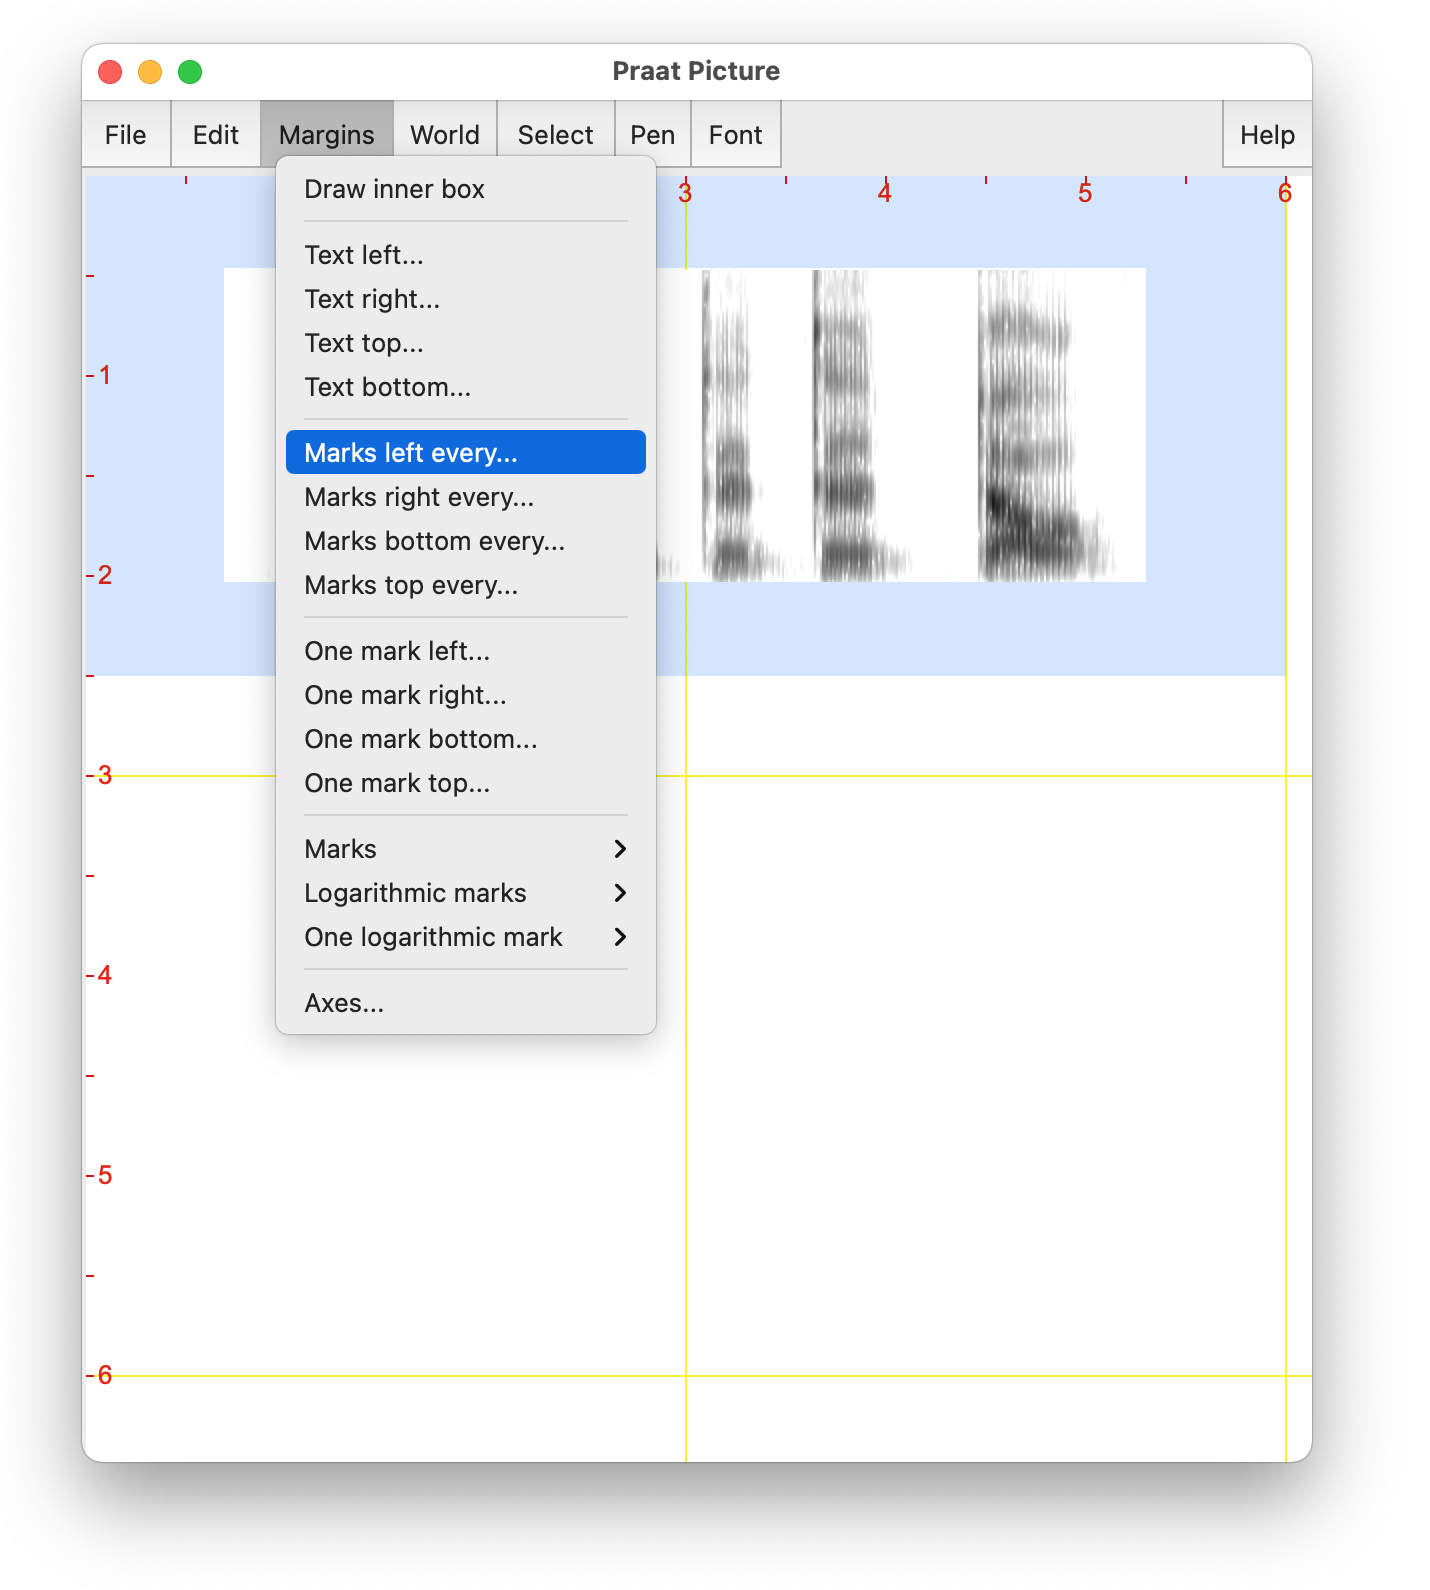 Praat Picture
File Edit Margins World Select Pen Font Help
3 4 5 6
Draw inner box
Text left...
Text right...
Text top...
Text bottom...
Marks left every...
Marks right every...
Marks bottom every...
Marks top every...
One mark left...
One mark right...
One mark bottom...
One mark top...
Marks
Logarithmic marks
One logarithmic mark
Axes...
1
2
3
4
5
6